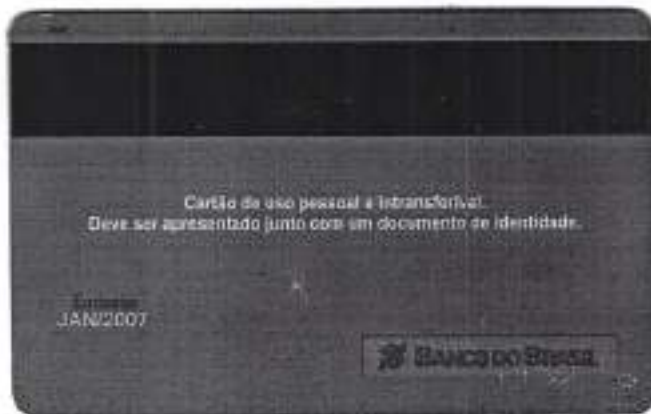 Cartão de uso pessoal e intransferível.
Deve ser apresentado junto com um documento de identidade.
JAN/2007
BANCO DO BRASIL